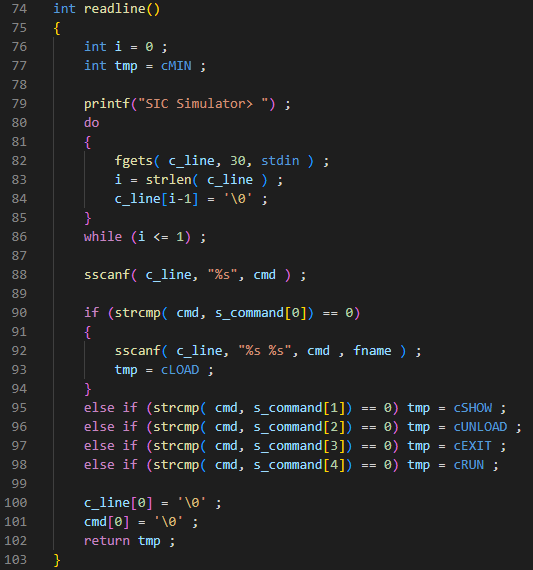 74 int readline()
75 {
76     int i = 0 ;
77     int tmp = cMIN ;
78
79     printf("SIC Simulator> ") ;
80     do
81     {
82         fgets( c_line, 30, stdin ) ;
83         i = strlen( c_line ) ;
84         c_line[i-1] = '\0' ;
85     }
86     while (i <= 1) ;
87
88     sscanf( c_line, "%s", cmd ) ;
89
90     if (strcmp( cmd, s_command[0]) == 0)
91     {
92         sscanf( c_line, "%s %s", cmd , fname ) ;
93         tmp = cLOAD ;
94     }
95     else if (strcmp( cmd, s_command[1]) == 0) tmp = cSHOW ;
96     else if (strcmp( cmd, s_command[2]) == 0) tmp = cUNLOAD ;
97     else if (strcmp( cmd, s_command[3]) == 0) tmp = cEXIT ;
98     else if (strcmp( cmd, s_command[4]) == 0) tmp = cRUN ;
99
100     c_line[0] = '\0' ;
101     cmd[0] = '\0' ;
102     return tmp ;
103 }